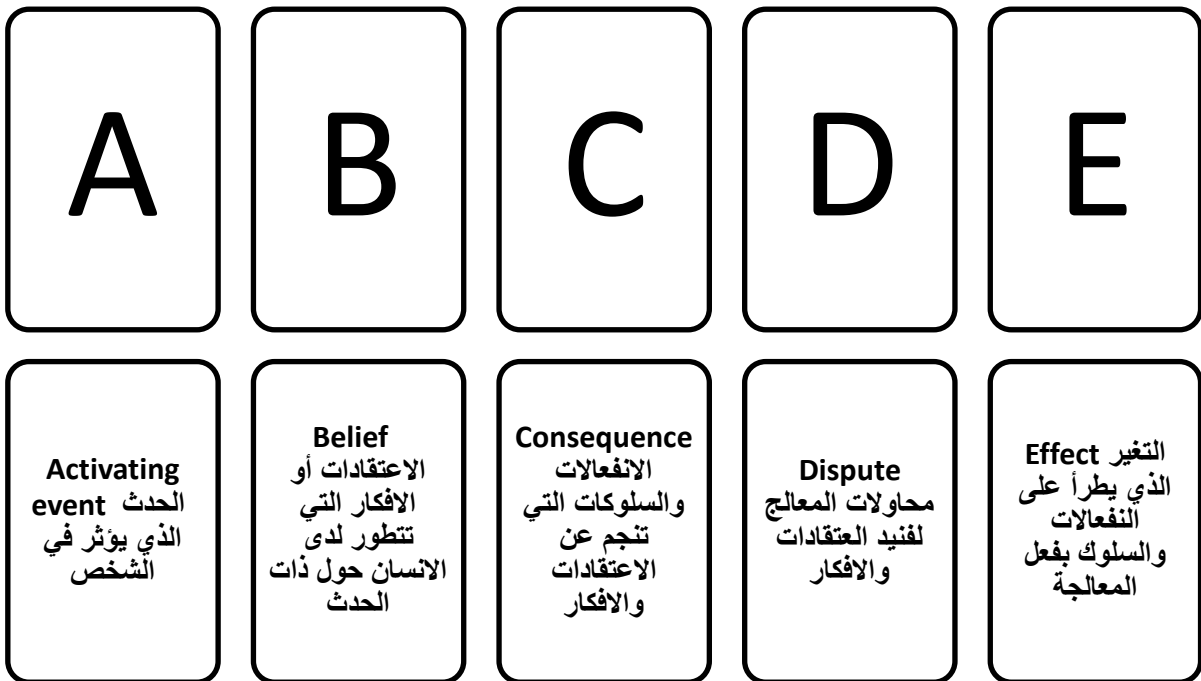 A
B
C
D
E
Activating
event الحدث
الذي يؤثر في
الشخص
Belief
الاعتقادات أو
الافكار التي
تتطور لدى
الانسان حول ذات
الحدث
Consequence
الانفعالات
والسلوكات التي
تنجم عن
الاعتقادات
والافكار
Dispute
محاولات المعالج
لفنيد العتقادات
والافكار
Effect التغير
الذي يطرأ على
النفعالات
والسلوك بفعل
المعالجة